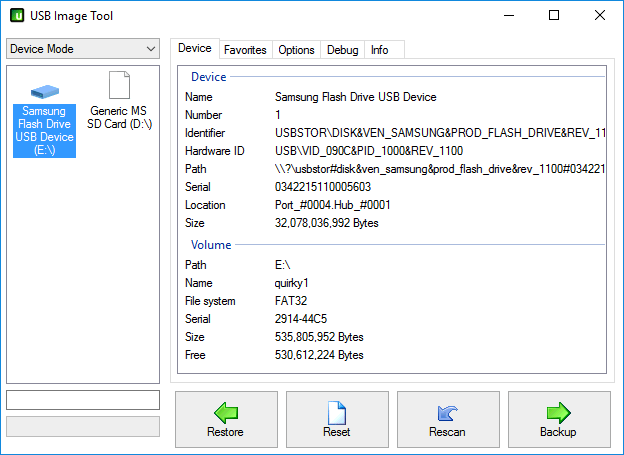 USB Image Tool
Device Mode
Samsung
Flash Drive
USB Device
(E:\)
Generic MS
SD Card (D:\)
Device Favorites Options Debug Info
Device
Name Samsung Flash Drive USB Device
Number 1
Identifier USBSTOR\DISK&VEN_SAMSUNG&PROD_FLASH_DRIVE&REV_11
Hardware ID USB\VID_090C&PID_1000&REV_1100
Path \\?\usbstor#disk&ven_samsung&prod_flash_drive&rev_1100#034221
Serial 0342215110005603
Location Port_#0004.Hub_#0001
Size 32,078,036,992 Bytes
Volume
Path E:\
Name quirky1
File system FAT32
Serial 2914-44C5
Size 535,805,952 Bytes
Free 530,612,224 Bytes
Restore Reset Rescan Backup